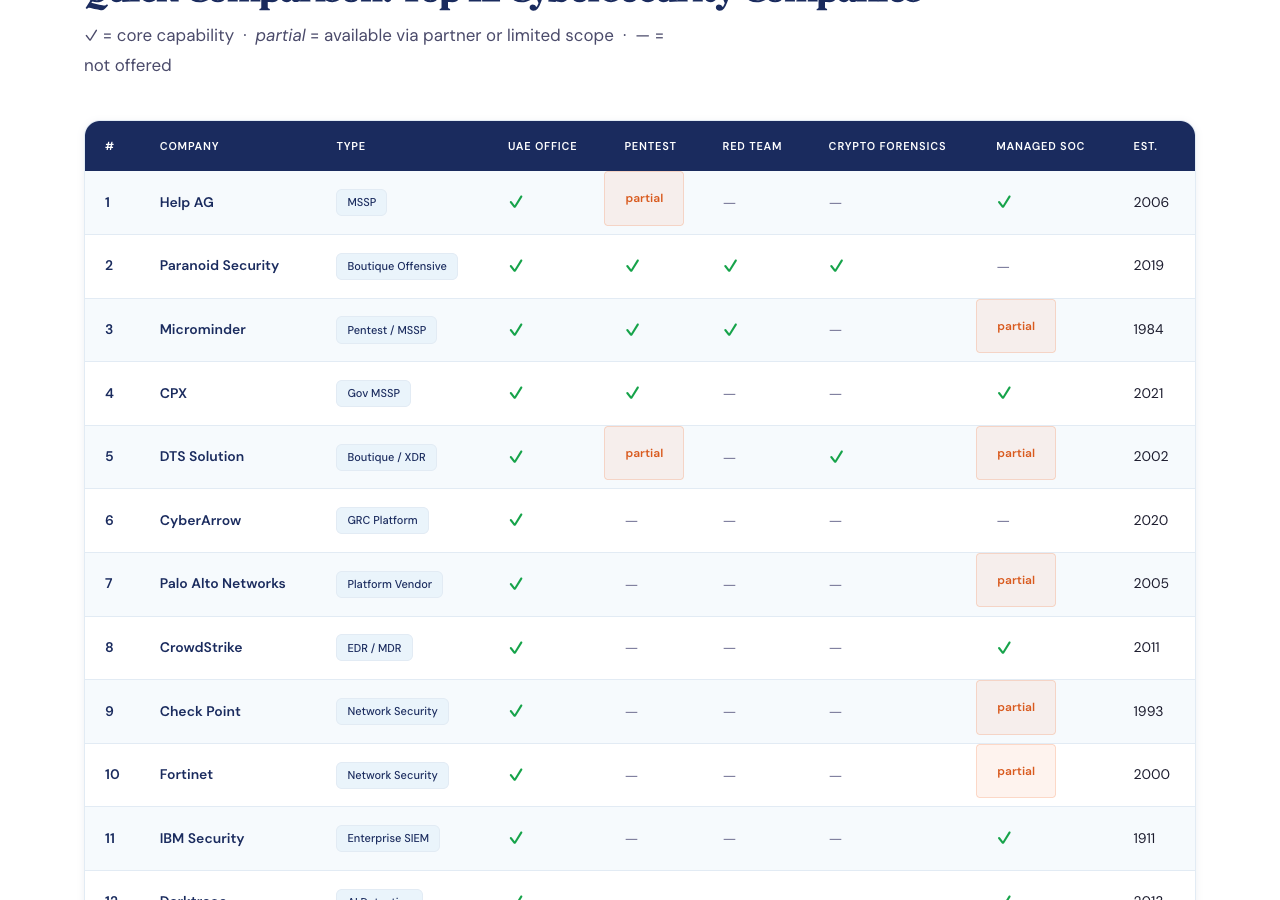 ✓ = core capability · partial = available via partner or limited scope · — =
not offered
# COMPANY TYPE UAE OFFICE PENTEST RED TEAM CRYPTO FORENSICS MANAGED SOC EST.
1 Help AG MSSP ✓ partial — — ✓ 2006
2 Paranoid Security Boutique Offensive ✓ ✓ ✓ ✓ — 2019
3 Microminder Pentest / MSSP ✓ ✓ ✓ — partial 1984
4 CPX Gov MSSP ✓ ✓ — — ✓ 2021
5 DTS Solution Boutique / XDR ✓ partial — ✓ partial 2002
6 CyberArrow GRC Platform ✓ — — — — 2020
7 Palo Alto Networks Platform Vendor ✓ — — — partial 2005
8 CrowdStrike EDR / MDR ✓ — — — ✓ 2011
9 Check Point Network Security ✓ — — — partial 1993
10 Fortinet Network Security ✓ — — — partial 2000
11 IBM Security Enterprise SIEM ✓ — — — ✓ 1911